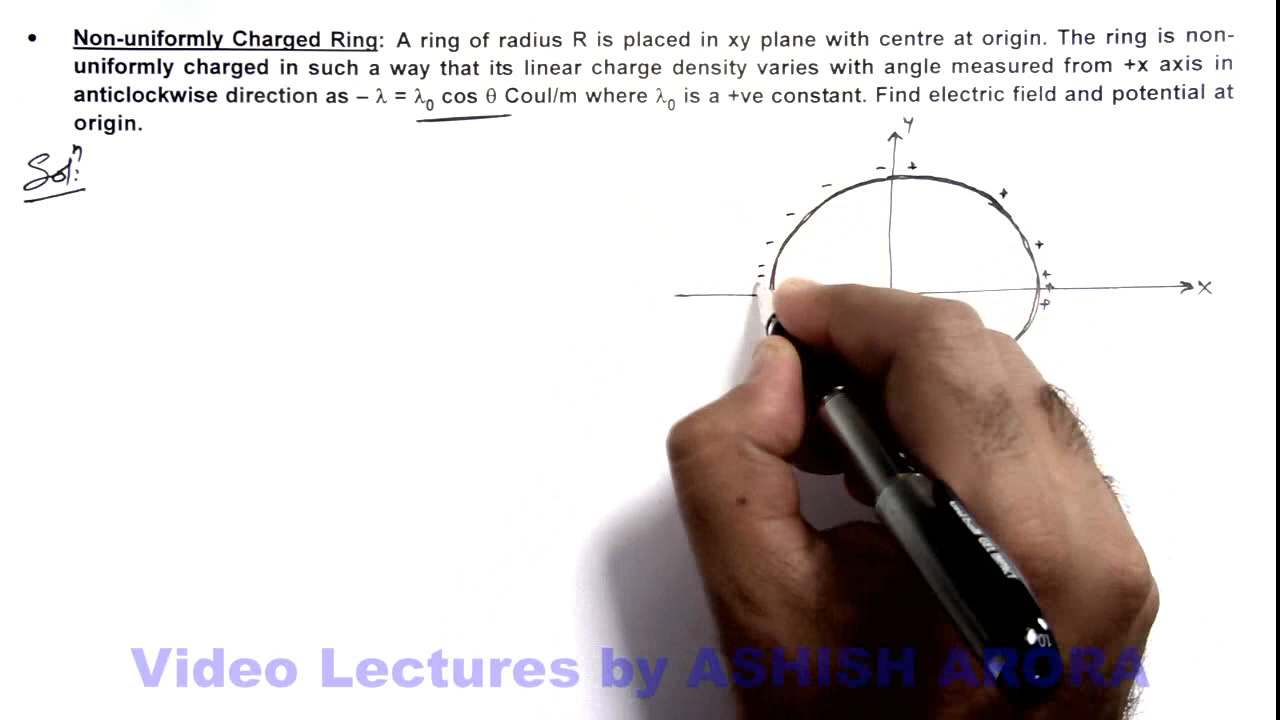 • Non-uniformly Charged Ring: A ring of radius R is placed in xy plane with centre at origin. The ring is non-
uniformly charged in such a way that its linear charge density varies with angle measured from +x axis in
anticlockwise direction as – λ = λ₀ cos θ Coul/m where λ₀ is a +ve constant. Find electric field and potential at
origin.
Solⁿ:
Y
- +
- +
-
- +
- +
- +
X
+
Video Lectures by ASHISH ARORA